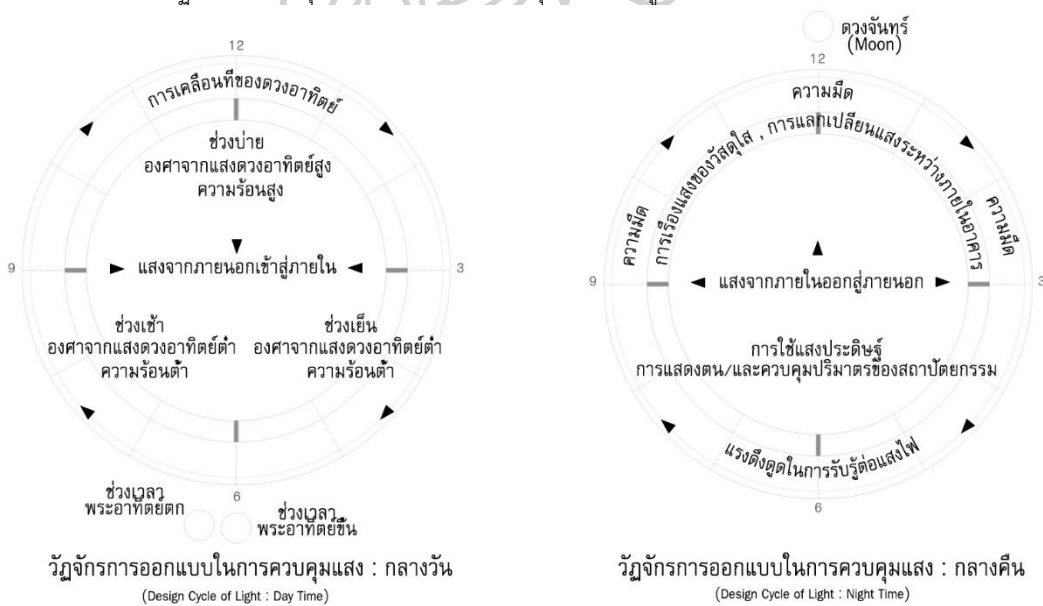 12
การเคลื่อนที่ของดวงอาทิตย์
ช่วงบ่าย
องศาจากแสงดวงอาทิตย์สูง
ความร้อนสูง
9
แสงจากภายนอกเข้าสู่ภายใน
3
ช่วงเช้า
องศาจากแสงดวงอาทิตย์ต่ำ
ความร้อนต่ำ
ช่วงเย็น
องศาจากแสงดวงอาทิตย์ต่ำ
ความร้อนต่ำ
6
ช่วงเวลา
พระอาทิตย์ตก
ช่วงเวลา
พระอาทิตย์ขึ้น
วัฏจักรการออกแบบในการควบคุมแสง : กลางวัน
(Design Cycle of Light : Day Time)
ดวงจันทร์
(Moon)
12
ความมืด
การเรืองแสงของวัสดุใส , การแลกเปลี่ยนแสงระหว่างภายในอาคาร
ความมืด
ความมืด
9
แสงจากภายในออกสู่ภายนอก
3
การใช้แสงประดิษฐ์
การแสดงตน/และควบคุมปริมาตรของสถาปัตยกรรม
แรงดึงดูดในการรับรู้ต่อแสงไฟ
6
วัฏจักรการออกแบบในการควบคุมแสง : กลางคืน
(Design Cycle of Light : Night Time)